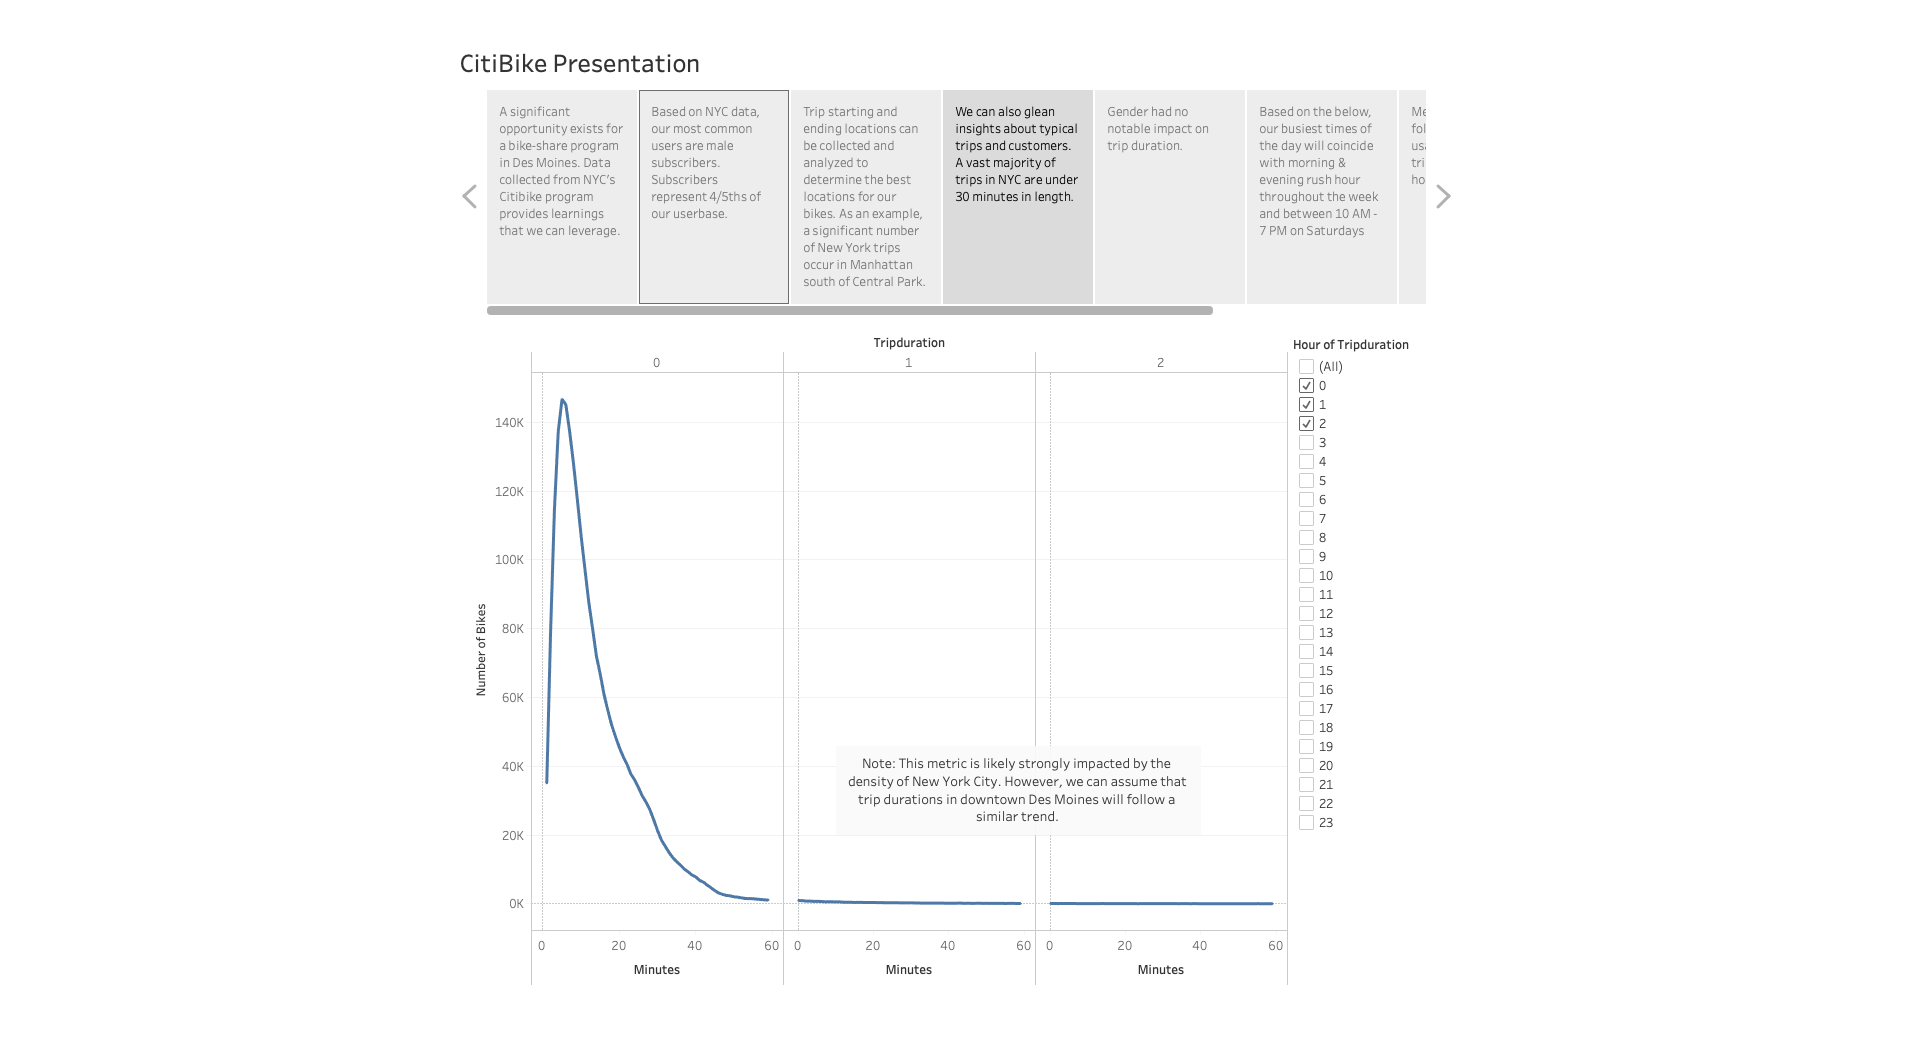 CitiBike Presentation
A significant
opportunity exists for
a bike-share program
in Des Moines. Data
collected from NYC's
Citibike program
provides learnings
that we can leverage.
Based on NYC data,
our most common
users are male
subscribers.
Subscribers
represent 4/5ths of
our userbase.
Trip starting and
ending locations can
be collected and
analyzed to
determine the best
locations for our
bikes. As an example,
a significant number
of New York trips
occur in Manhattan
south of Central Park.
We can also glean
insights about typical
trips and customers.
A vast majority of
trips in NYC are under
30 minutes in length.
Gender had no
notable impact on
trip duration.
Based on the below,
our busiest times of
the day will coincide
with morning &
evening rush hour
throughout the week
and between 10 AM -
7 PM on Saturdays
Tripduration
0 1 2
140K
120K
100K
80K
60K
40K
20K
0K
Number of Bikes
Note: This metric is likely strongly impacted by the
density of New York City. However, we can assume that
trip durations in downtown Des Moines will follow a
similar trend.
0 20 40 60 0 20 40 60 0 20 40 60
Minutes Minutes Minutes
Hour of Tripduration
(All)
0
1
2
3
4
5
6
7
8
9
10
11
12
13
14
15
16
17
18
19
20
21
22
23